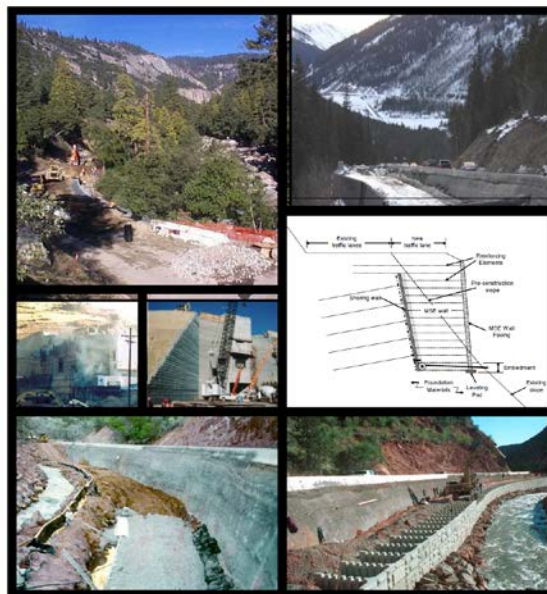 Existing
traffic lanes
New
traffic lane
Reinforcing
Elements
Pre-construction
slope
Shoring wall
MSE wall
MSE Wall
Facing
Embedment
Foundation
Materials
Leveling
Pad
Existing
slope